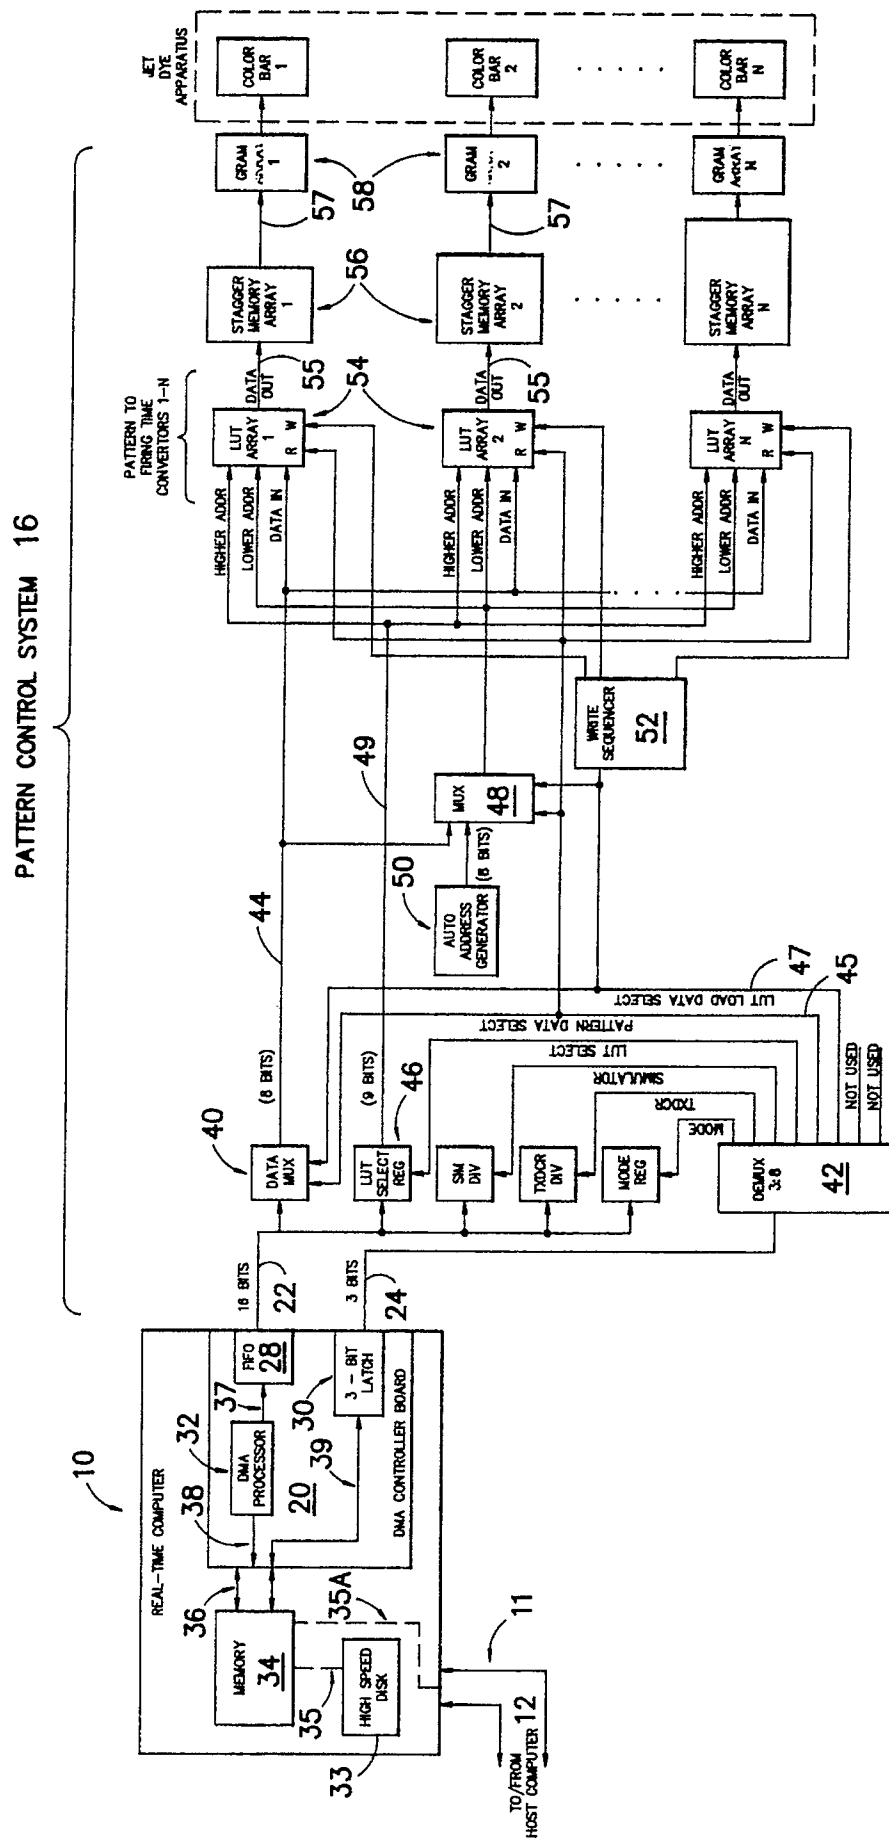 PATTERN CONTROL SYSTEM 16
10
REAL-TIME COMPUTER
MEMORY
34
36
38
32
DMA
PROCESSOR
37
FIFO
28
20
30
3 - BIT
LATCH
39
DMA CONTROLLER BOARD
35A
35
HIGH SPEED
DISK
33
11
TO/FROM
HOST COMPUTER 12
16 BITS
22
3 BITS
24
40
DATA
MUX
(8 BITS)
44
LUT
SELECT
REG
46
(9 BITS)
49
SIM
DIV
TXDCR
DIV
MODE
REG
DEMUX
3:8
42
MODE
TXDCR
SIMULATOR
LUT SELECT
PATTERN DATA SELECT
LUT LOAD DATA SELECT
47
45
NOT USED
NOT USED
50
AUTO
ADDRESS
GENERATOR
(8 BITS)
MUX
48
WRITE
SEQUENCER
52
PATTERN TO
FIRING TIME
CONVERTORS 1-N
HIGHER ADDR
LOWER ADDR
DATA IN
LUT
ARRAY
1
R W
DATA
OUT
54
55
STAGGER
MEMORY
ARRAY
1
56
57
GRAM
ARRAY
1
58
JET
DYE
APPARATUS
COLOR
BAR
1
HIGHER ADDR
LOWER ADDR
DATA IN
LUT
ARRAY
2
R W
DATA
OUT
55
STAGGER
MEMORY
ARRAY
2
57
GRAM
2
COLOR
BAR
2
HIGHER ADDR
LOWER ADDR
DATA IN
LUT
ARRAY
N
R W
DATA
OUT
STAGGER
MEMORY
ARRAY
N
GRAM
ARRAY
N
COLOR
BAR
N